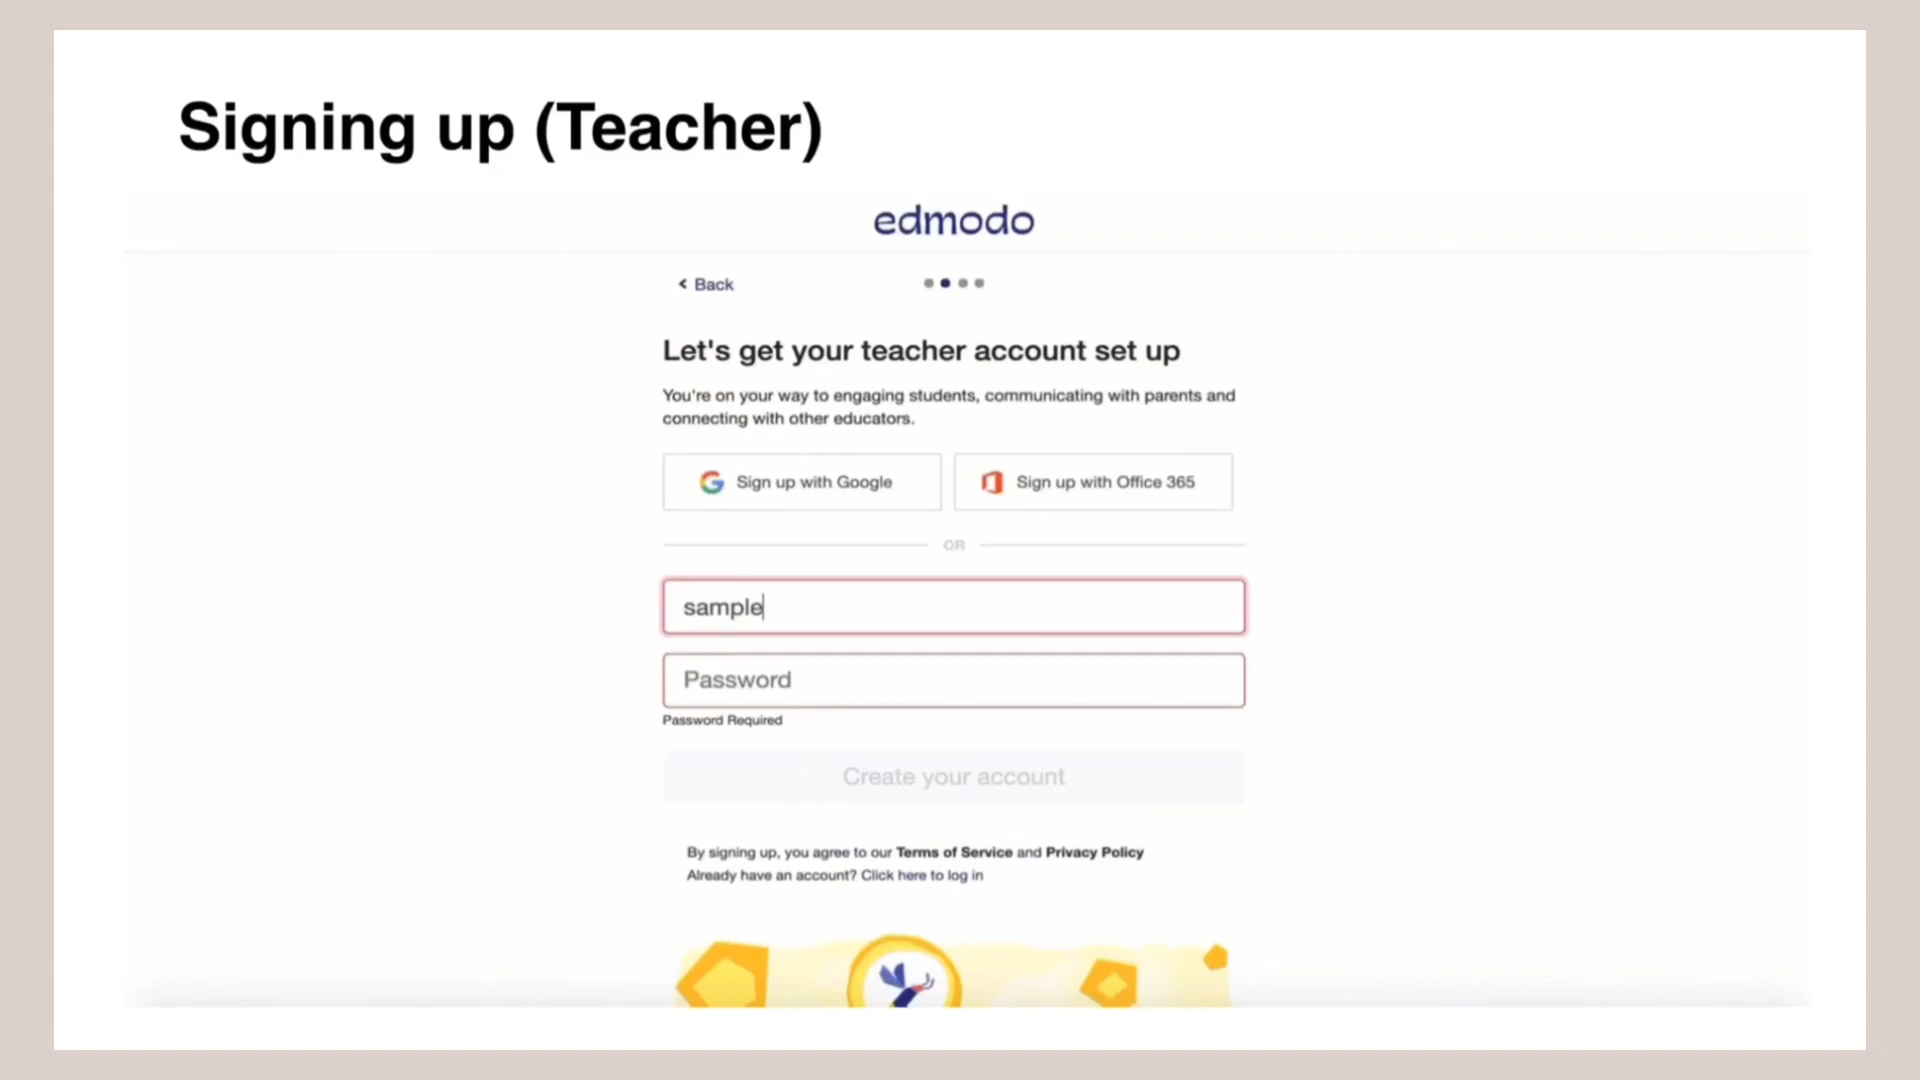 Signing up (Teacher)
edmodo
Back
Let's get your teacher account set up
You're on your way to engaging students, communicating with parents and
connecting with other educators.
Sign up with Google
Sign up with Office 365
OR
sample
Password
Password Required
Create your account
By signing up, you agree to our Terms of Service and Privacy Policy
Already have an account? Click here to log in